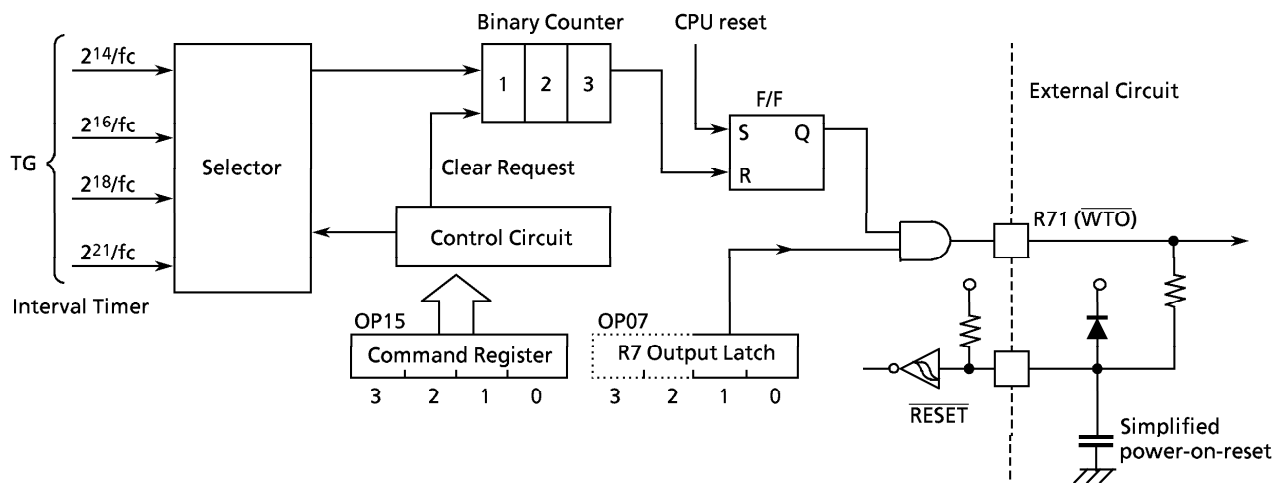 Binary Counter
CPU reset
2¹⁴/fc
2¹⁶/fc
2¹⁸/fc
2²¹/fc
TG
Interval Timer
Selector
1 2 3
Clear Request
Control Circuit
F/F
S Q
R
External Circuit
R71 (W̅T̅O̅)
OP15
Command Register
3 2 1 0
OP07
R7 Output Latch
3 2 1 0
R̅E̅S̅E̅T̅
Simplified
power-on-reset